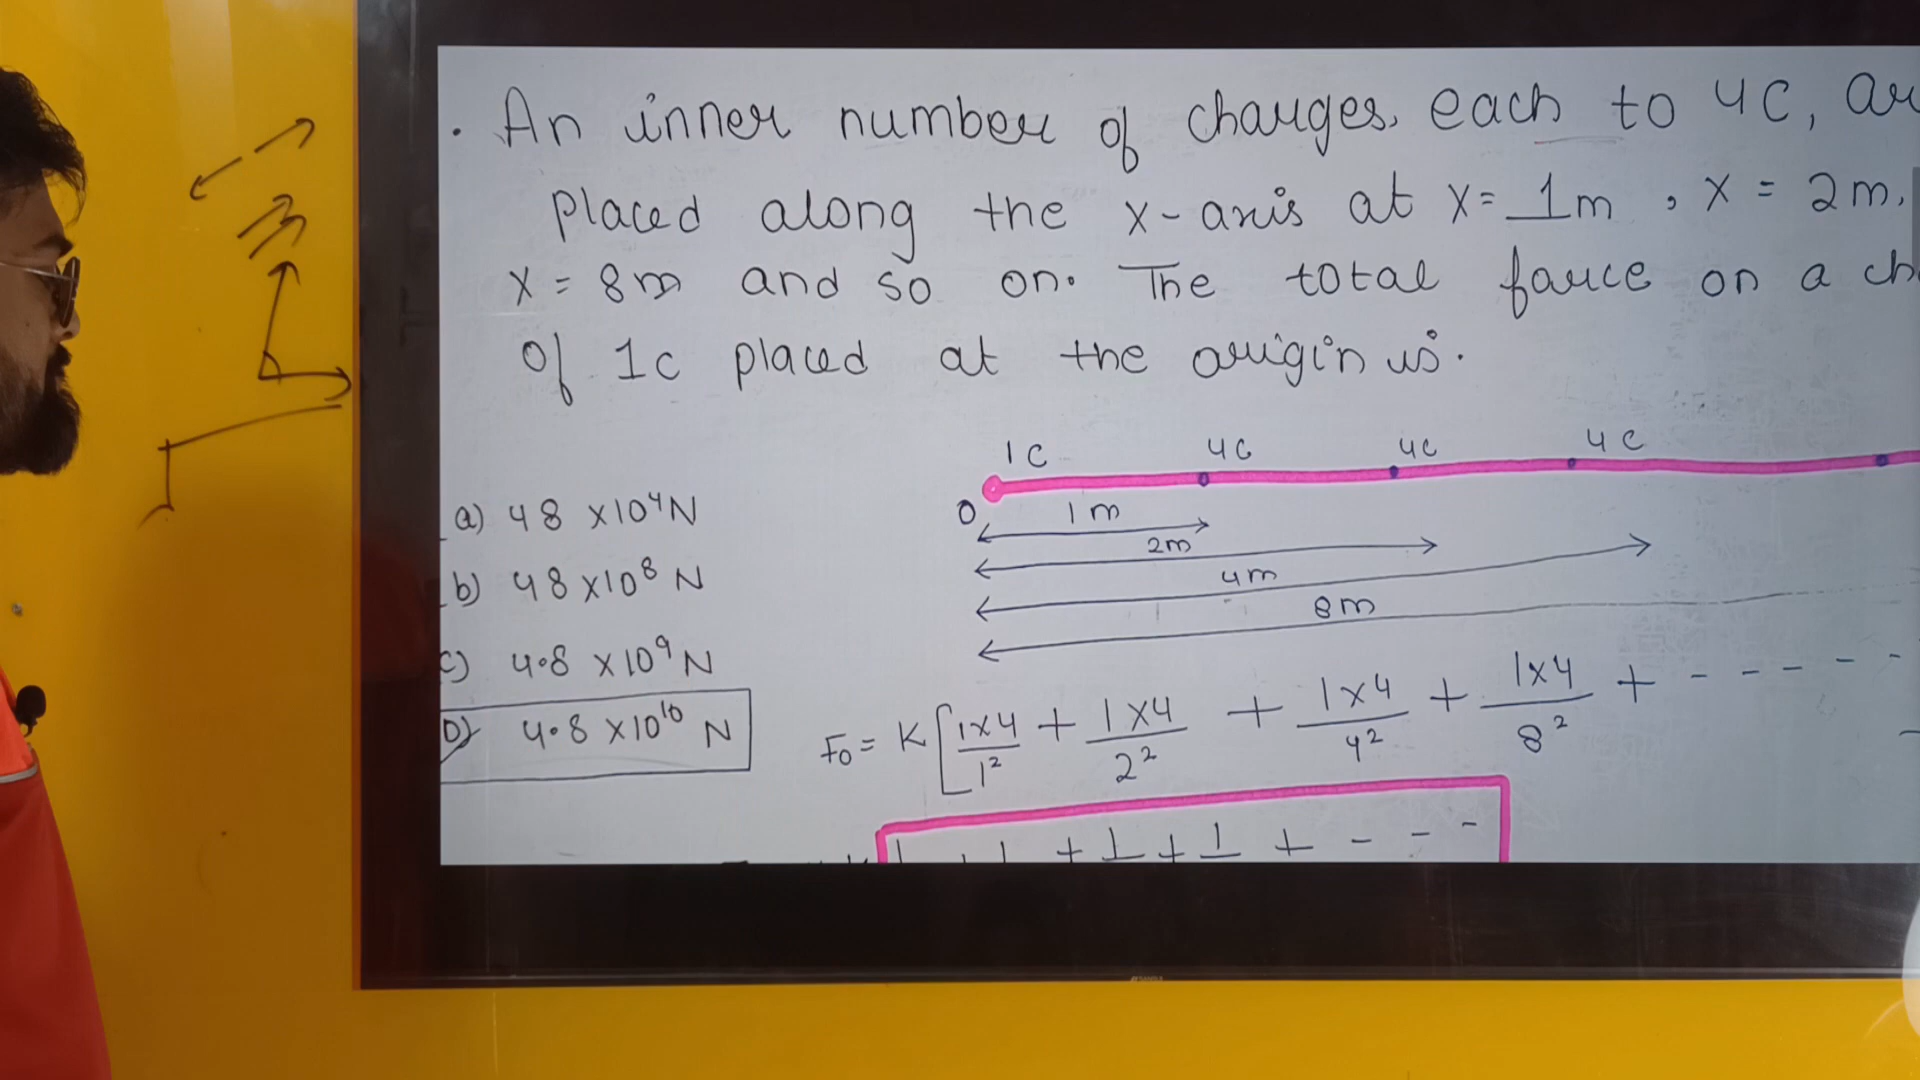 . An inner number of charges, each to 4C, ar
placed along the x-axis at x = 1m , x = 2m,
x = 8m and so on. The total force on a ch
of 1c placed at the origin is.
1C 4C 4C 4C
O
1m
2m
4m
8m
a) 48 x10⁴N
b) 48 x10⁸ N
c) 4.8 x10⁹ N
D) 4.8 x10¹⁰ N
F₀ = K[1x4/1² + 1x4/2² + 1x4/4² + 1x4/8² + - - - - -
+ 1 + 1 + - - -